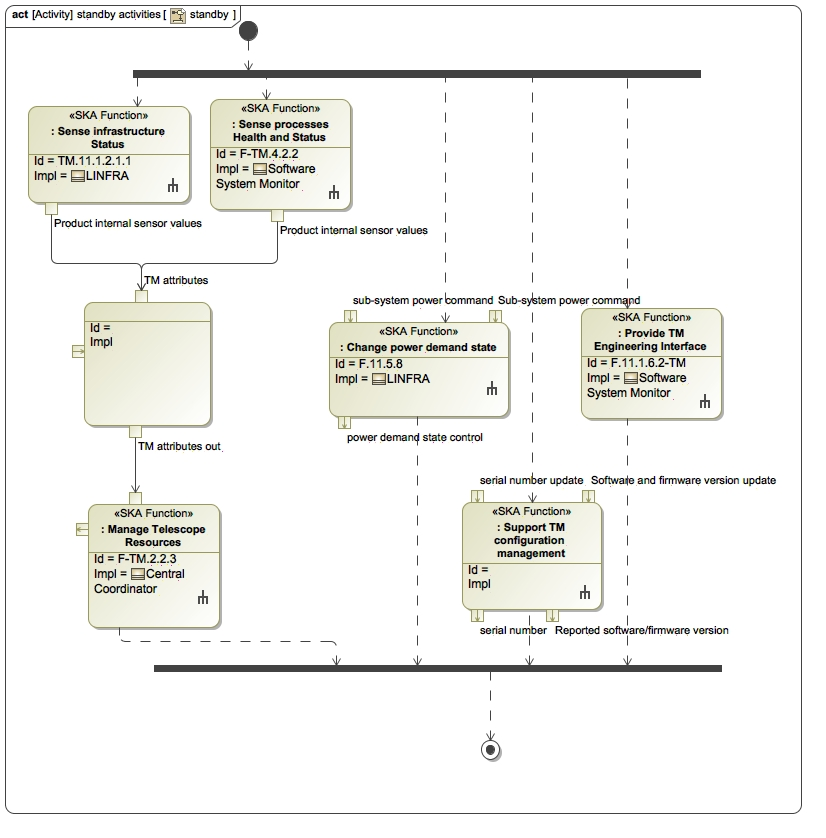 act [Activity] standby activities [ standby ]
«SKA Function»
: Sense infrastructure
Status
Id = TM.11.1.2.1.1
Impl = LINFRA
«SKA Function»
: Sense processes
Health and Status
Id = F-TM.4.2.2
Impl = Software
System Monitor
Product internal sensor values
Product internal sensor values
TM attributes
Id =
Impl
TM attributes out
«SKA Function»
: Manage Telescope
Resources
Id = F-TM.2.2.3
Impl = Central
Coordinator
sub-system power command
Sub-system power command
«SKA Function»
: Change power demand state
Id = F.11.5.8
Impl = LINFRA
power demand state control
«SKA Function»
: Provide TM
Engineering Interface
Id = F.11.1.6.2-TM
Impl = Software
System Monitor
serial number update
Software and firmware version update
«SKA Function»
: Support TM
configuration
management
Id =
Impl
serial number
Reported software/firmware version